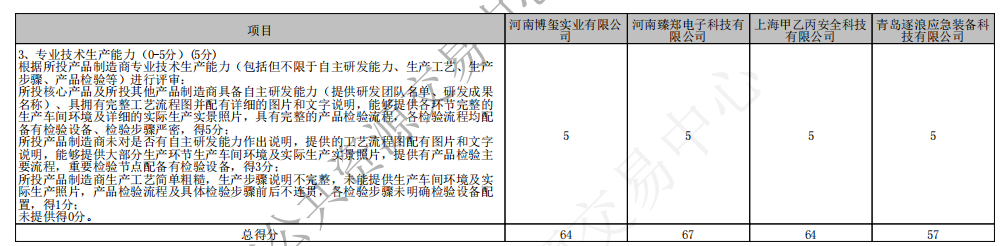 项目
河南博玺实业有限公
司
河南臻郑电子科技有
限公司
上海甲乙丙安全科技
有限公司
青岛逐浪应急装备科
技有限公司
3、专业技术生产能力（0-5分）(5分)
根据所投产品制造商专业技术生产能力（包括但不限于自主研发能力、生产工艺、生产
步骤、产品检验等）进行评审：
所投核心产品及所投其他产品制造商具备自主研发能力（提供研发团队名单、研发成果
名称）、具拥有完整工艺流程图并配有详细的图片和文字说明，能够提供各环节完整的
生产车间环境及详细的实际生产实景照片，具有完整的产品检验流程，各检验流程均配
备有检验设备、检验步骤严密，得5分；
所投产品制造商未对是否有自主研发能力作出说明，提供的工艺流程图配有图片和文字
说明，能够提供大部分生产环节生产车间环境及实际生产实景照片，提供有产品检验主
要流程，重要检验节点配备有检验设备，得3分；
所投产品制造商生产工艺简单粗糙，生产步骤说明不完整，未能提供生产车间环境及实
际生产照片，产品检验流程及具体检验步骤前后不连贯，各检验步骤未明确检验设备配
置，得1分；
未提供得0分。
5
5
5
5
总得分
64
67
64
57
公共资源交易中心
资源交易中心